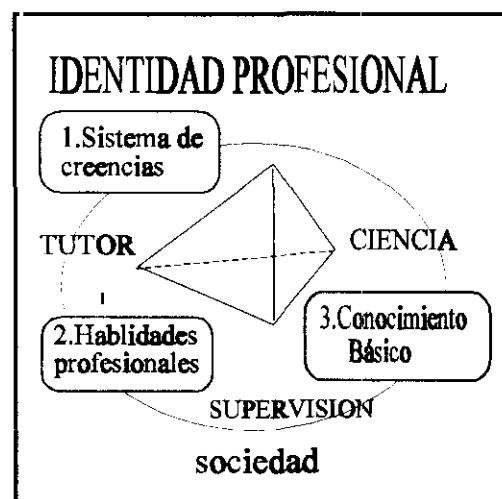 IDENTIDAD PROFESIONAL
1.Sistema de
creencias
TUTOR
CIENCIA
2.Hablidades
profesionales
3.Conocimiento
Básico
SUPERVISION
sociedad